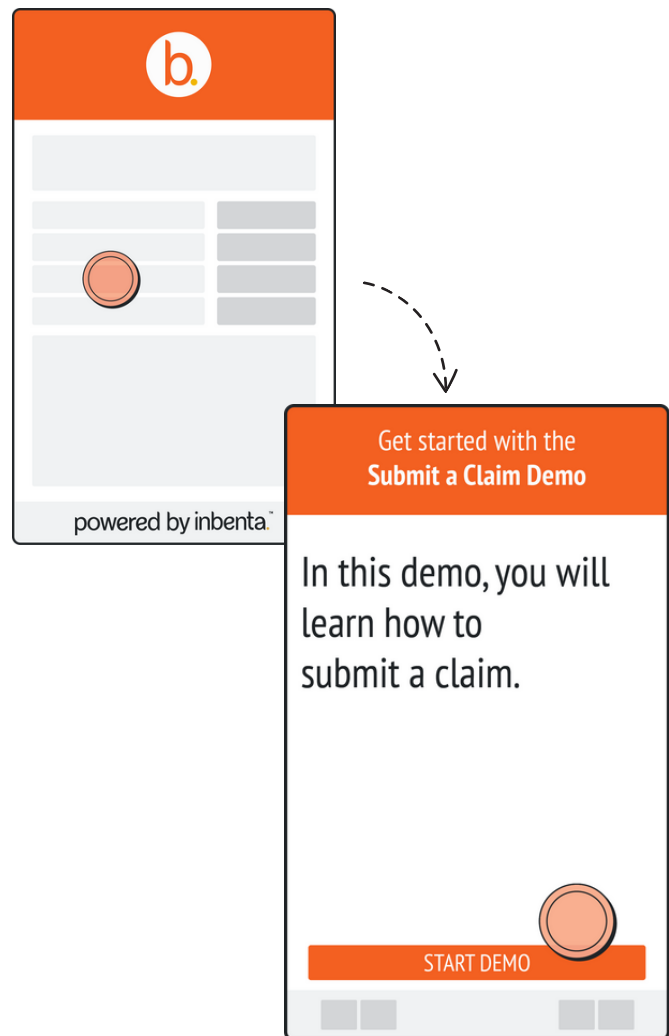 b.
powered by inbenta.™
Get started with the
Submit a Claim Demo
In this demo, you will
learn how to
submit a claim.
START DEMO